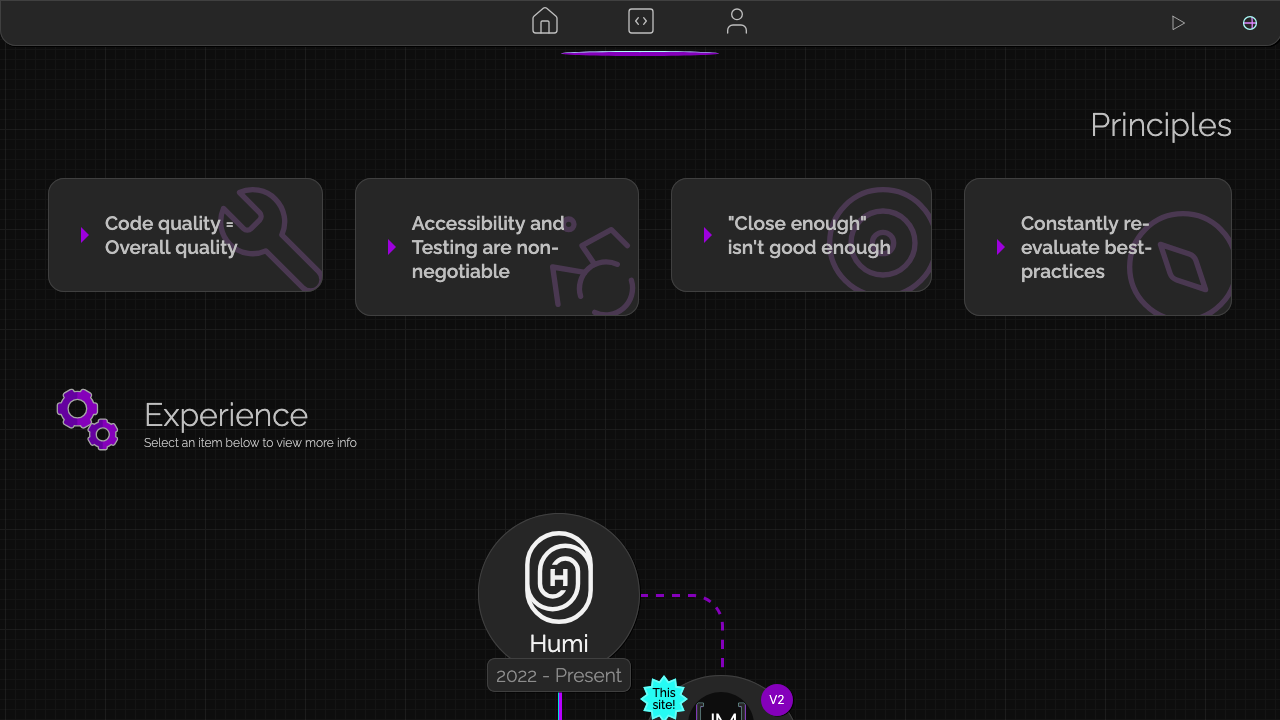 Principles
Code quality =
Overall quality
Accessibility and
Testing are non-
negotiable
"Close enough"
isn't good enough
Constantly re-
evaluate best-
practices
Experience
Select an item below to view more info
H
Humi
2022 - Present
This
site!
V2
[JM]